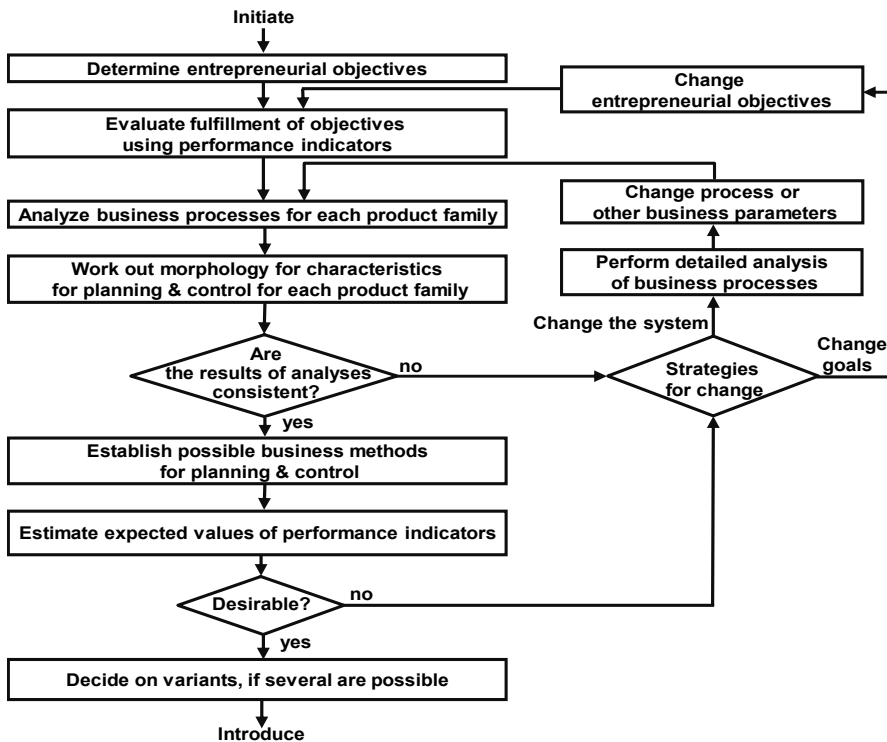 Initiate
Determine entrepreneurial objectives
Change
entrepreneurial objectives
Evaluate fulfillment of objectives
using performance indicators
Change process or
other business parameters
Analyze business processes for each product family
Perform detailed analysis
of business processes
Work out morphology for characteristics
for planning & control for each product family
Change the system
Are
the results of analyses
consistent?
no
Strategies
for change
Change
goals
yes
Establish possible business methods
for planning & control
Estimate expected values of performance indicators
Desirable?
no
yes
Decide on variants, if several are possible
Introduce